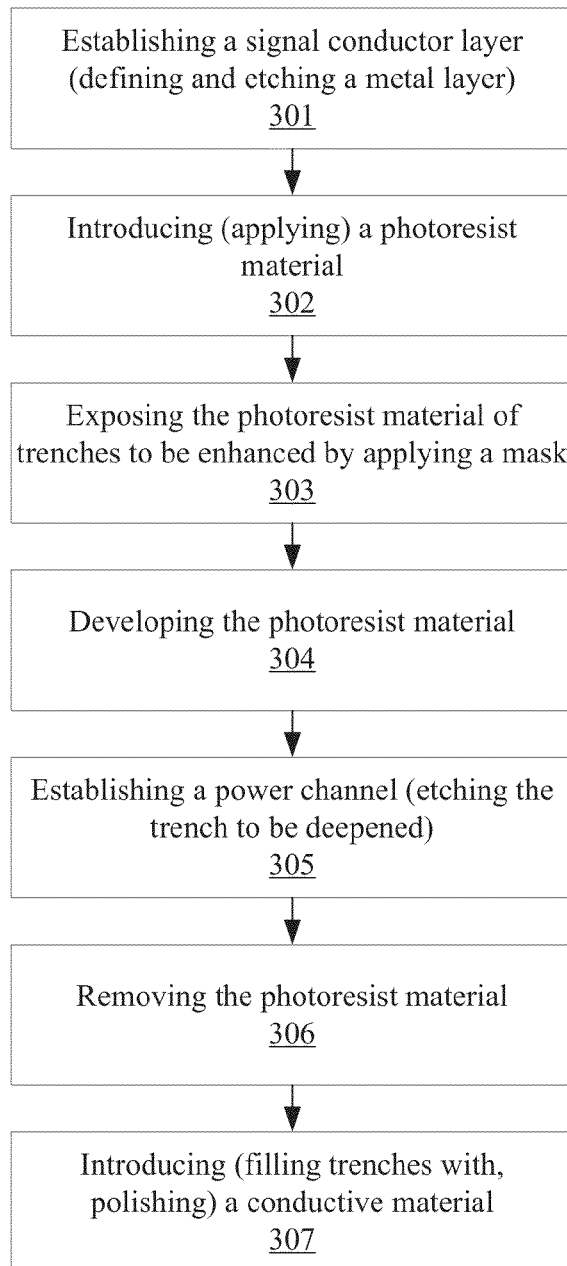 Establishing a signal conductor layer
(defining and etching a metal layer)
301
Introducing (applying) a photoresist
material
302
Exposing the photoresist material of
trenches to be enhanced by applying a mask
303
Developing the photoresist material
304
Establishing a power channel (etching the
trench to be deepened)
305
Removing the photoresist material
306
Introducing (filling trenches with,
polishing) a conductive material
307